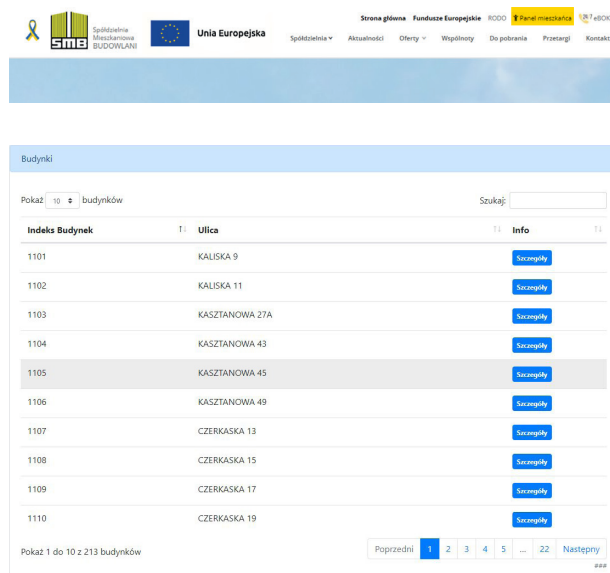 Strona główna Fundusze Europejskie RODO Panel mieszkańca eBOK
SMB
Spółdzielnia
Mieszkaniowa
BUDOWLANI
Unia Europejska
Spółdzielnia Aktualności Oferty Wspólnoty Do pobrania Przetargi Kontakt
Budynki
Pokaż 10 budynków Szukaj:
Indeks Budynek Ulica Info
1101 KALISKA 9 Szczegóły
1102 KALISKA 11 Szczegóły
1103 KASZTANOWA 27A Szczegóły
1104 KASZTANOWA 43 Szczegóły
1105 KASZTANOWA 45 Szczegóły
1106 KASZTANOWA 49 Szczegóły
1107 CZERKASKA 13 Szczegóły
1108 CZERKASKA 15 Szczegóły
1109 CZERKASKA 17 Szczegóły
1110 CZERKASKA 19 Szczegóły
Pokaż 1 do 10 z 213 budynków Poprzedni 1 2 3 4 5 ... 22 Następny
###